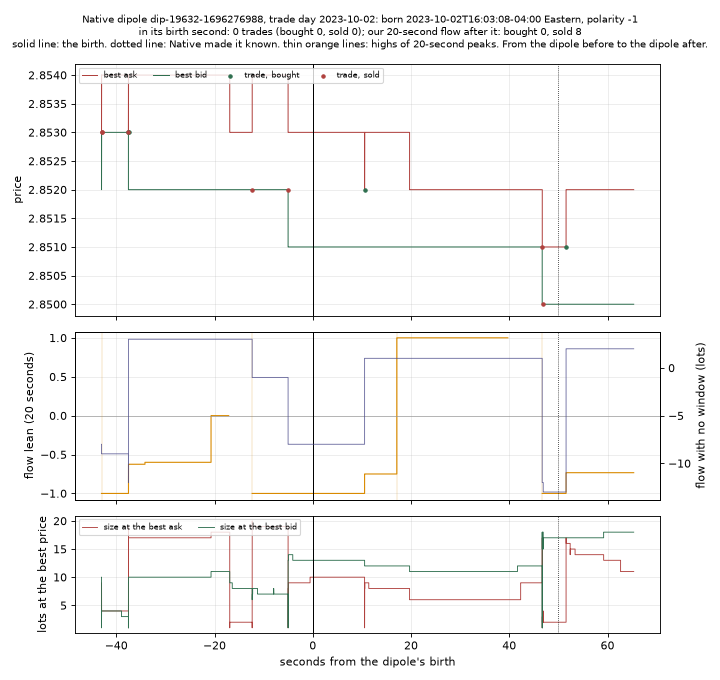 Native dipole dip-19632-1696276988, trade day 2023-10-02: born 2023-10-02T16:03:08-04:00 Eastern, polarity -1
in its birth second: 0 trades (bought 0, sold 0); our 20-second flow after it: bought 0, sold 8
solid line: the birth. dotted line: Native made it known. thin orange lines: highs of 20-second peaks. From the dipole before to the dipole after.
best ask best bid trade, bought trade, sold
2.8540
2.8535
2.8530
2.8525
2.8520
2.8515
2.8510
2.8505
2.8500
price
1.0
0.5
0.0
−0.5
−1.0
flow lean (20 seconds)
0
−5
−10
flow with no window (lots)
size at the best ask size at the best bid
20
15
10
5
lots at the best price
−40 −20 0 20 40 60
seconds from the dipole's birth